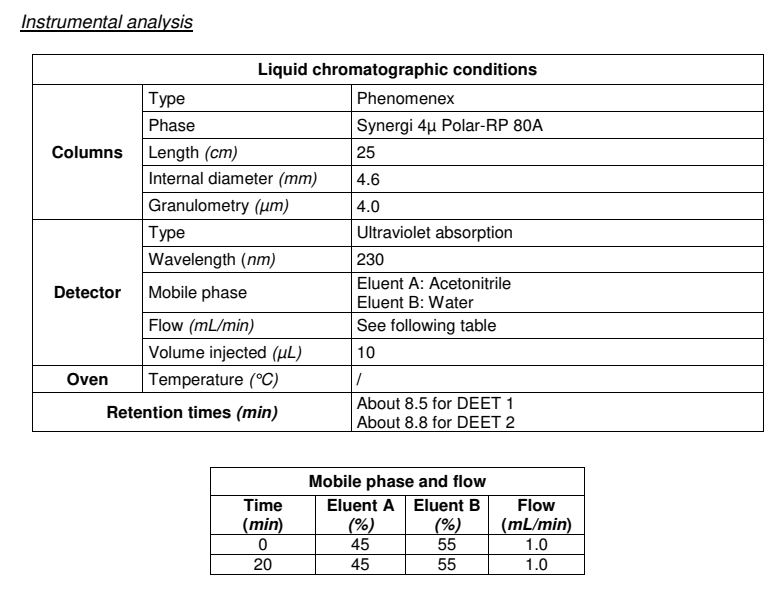 Instrumental analysis
Liquid chromatographic conditions
Columns
Type Phenomenex
Phase Synergi 4µ Polar-RP 80A
Length (cm) 25
Internal diameter (mm) 4.6
Granulometry (µm) 4.0
Detector
Type Ultraviolet absorption
Wavelength (nm) 230
Mobile phase Eluent A: Acetonitrile
Eluent B: Water
Flow (mL/min) See following table
Volume injected (µL) 10
Oven Temperature (°C) /
Retention times (min) About 8.5 for DEET 1
About 8.8 for DEET 2
Mobile phase and flow
Time Eluent A Eluent B Flow
(min) (%) (%) (mL/min)
0 45 55 1.0
20 45 55 1.0